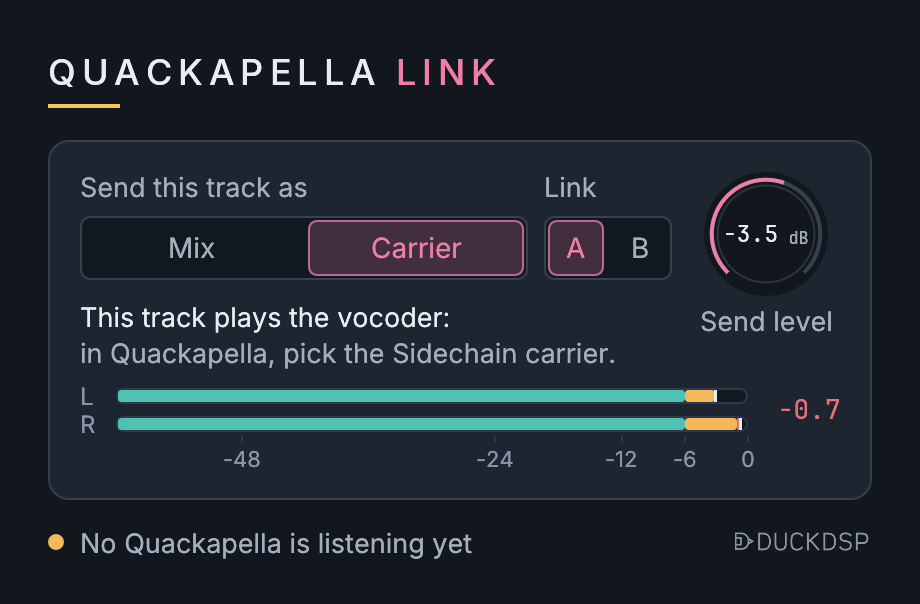 QUACKAPELLA LINK
Send this track as
Link
Mix
Carrier
A
B
-3.5 dB
Send level
This track plays the vocoder:
in Quackapella, pick the Sidechain carrier.
L
R
-0.7
-48
-24
-12
-6
0
No Quackapella is listening yet
DUCKDSP